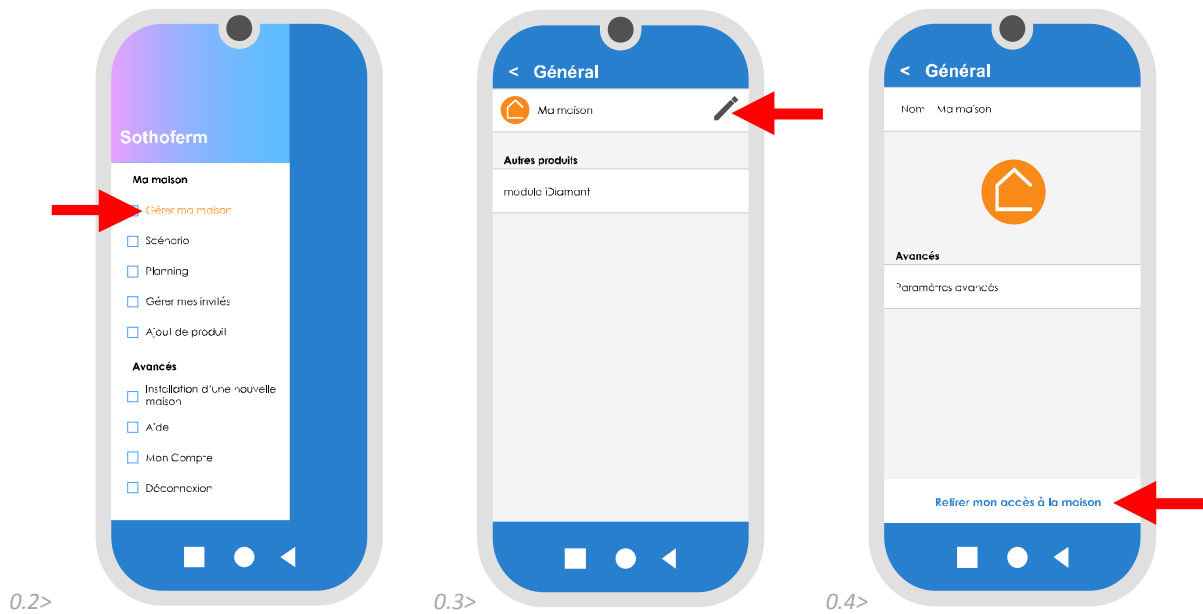 Sothoferm
Ma maison
Gérer ma maison
Scénario
Planning
Gérer mes invités
Ajout de produit
Avancés
Installation d'une nouvelle
maison
Aide
Mon Compte
Déconnexion
0.2>
< Général
Ma maison
Autres produits
module iDiamant
0.3>
< Général
Nom Ma maison
Avancés
Paramètres avancés
Retirer mon accès à la maison
0.4>